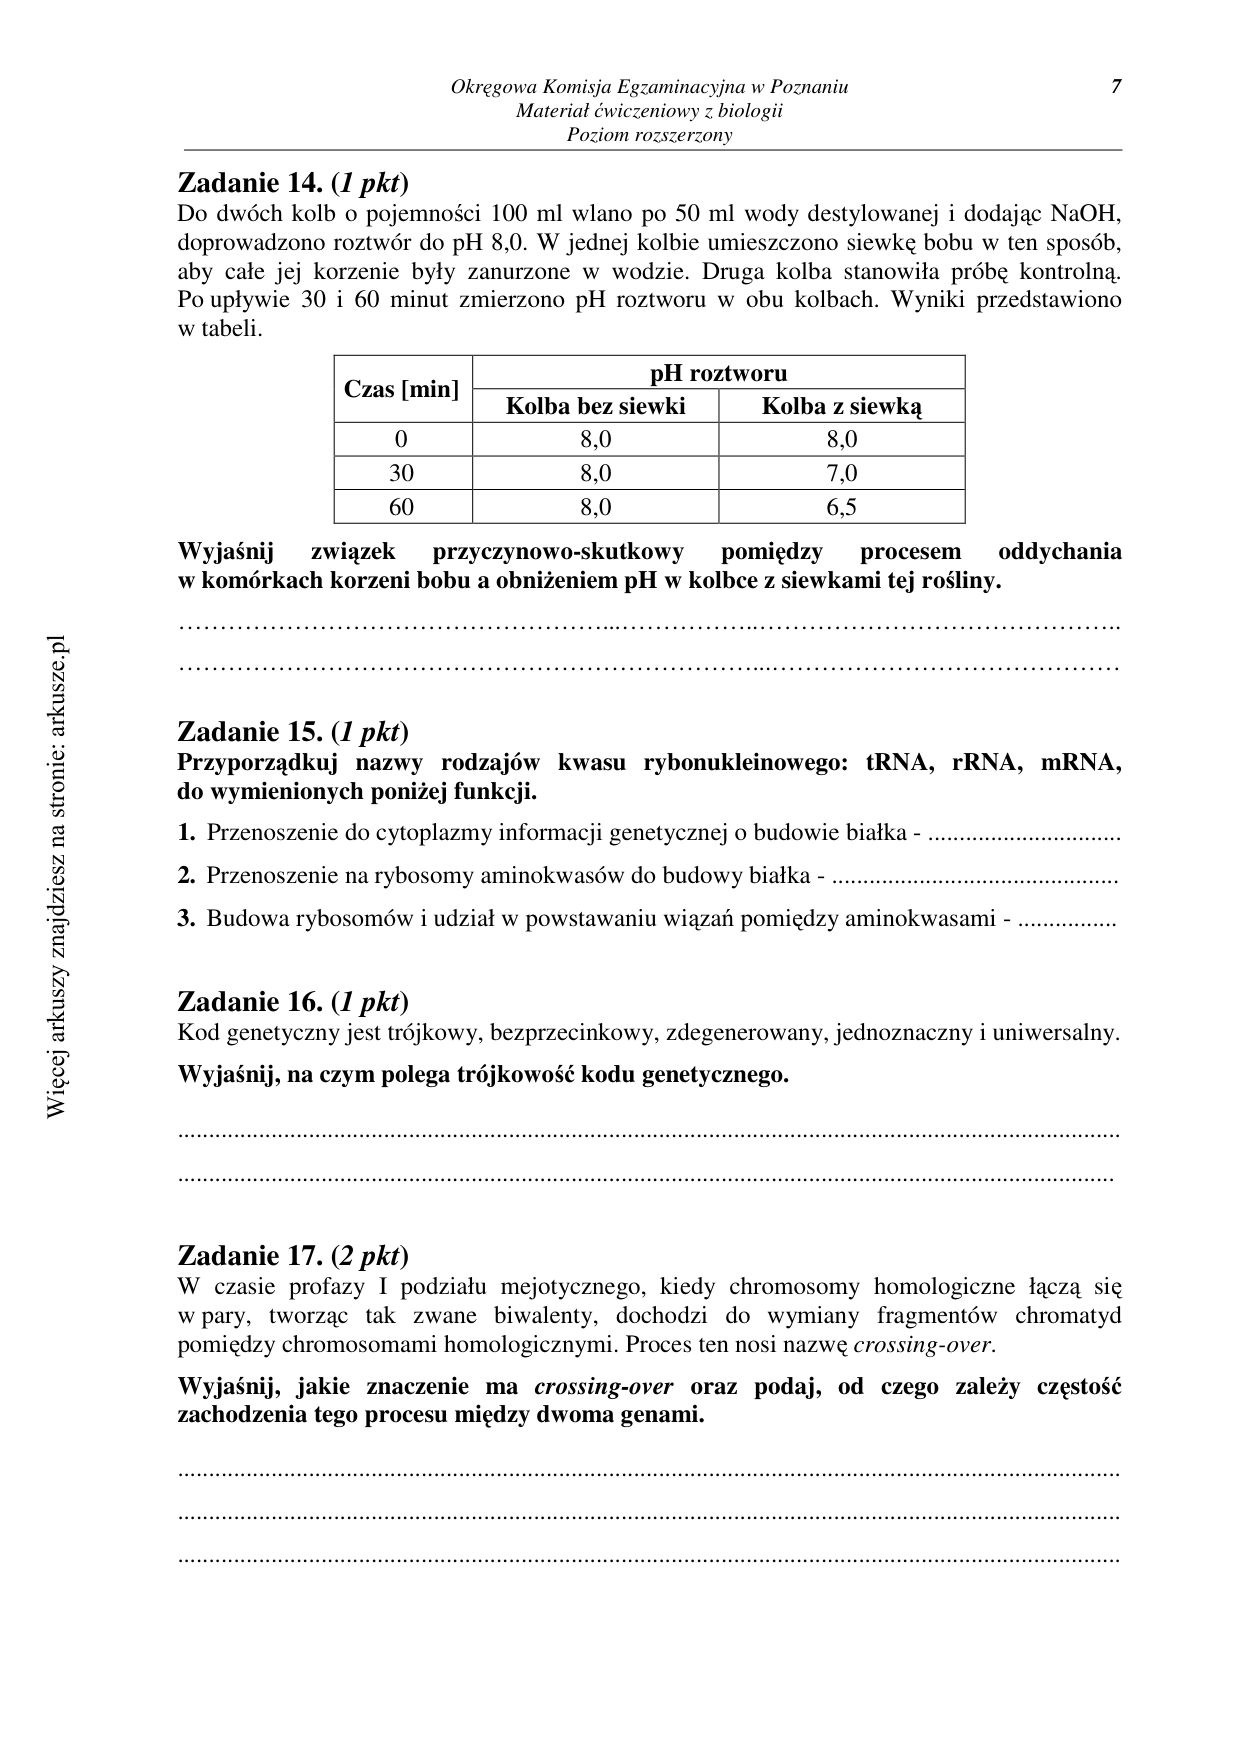 Okręgowa Komisja Egzaminacyjna w Poznaniu 7
Materiał ćwiczeniowy z biologii
Poziom rozszerzony
Zadanie 14. (1 pkt)
Do dwóch kolb o pojemności 100 ml wlano po 50 ml wody destylowanej i dodając NaOH,
doprowadzono roztwór do pH 8,0. W jednej kolbie umieszczono siewkę bobu w ten sposób,
aby całe jej korzenie były zanurzone w wodzie. Druga kolba stanowiła próbę kontrolną.
Po upływie 30 i 60 minut zmierzono pH roztworu w obu kolbach. Wyniki przedstawiono
w tabeli.
Czas [min] pH roztworu
Kolba bez siewki Kolba z siewką
0 8,0 8,0
30 8,0 7,0
60 8,0 6,5
Wyjaśnij związek przyczynowo-skutkowy pomiędzy procesem oddychania
w komórkach korzeni bobu a obniżeniem pH w kolbce z siewkami tej rośliny.
……………………………………………...……………..……………………………………..
………………………………………………………………...……………………………………
Zadanie 15. (1 pkt)
Przyporządkuj nazwy rodzajów kwasu rybonukleinowego: tRNA, rRNA, mRNA,
do wymienionych poniżej funkcji.
1. Przenoszenie do cytoplazmy informacji genetycznej o budowie białka - ...............................
2. Przenoszenie na rybosomy aminokwasów do budowy białka - ..............................................
3. Budowa rybosomów i udział w powstawaniu wiązań pomiędzy aminokwasami - ................
Zadanie 16. (1 pkt)
Kod genetyczny jest trójkowy, bezprzecinkowy, zdegenerowany, jednoznaczny i uniwersalny.
Wyjaśnij, na czym polega trójkowość kodu genetycznego.
.......................................................................................................................................................
......................................................................................................................................................
Zadanie 17. (2 pkt)
W czasie profazy I podziału mejotycznego, kiedy chromosomy homologiczne łączą się
w pary, tworząc tak zwane biwalenty, dochodzi do wymiany fragmentów chromatyd
pomiędzy chromosomami homologicznymi. Proces ten nosi nazwę crossing-over.
Wyjaśnij, jakie znaczenie ma crossing-over oraz podaj, od czego zależy częstość
zachodzenia tego procesu między dwoma genami.
.......................................................................................................................................................
.......................................................................................................................................................
.......................................................................................................................................................
Więcej arkuszy znajdziesz na stronie: arkusze.pl